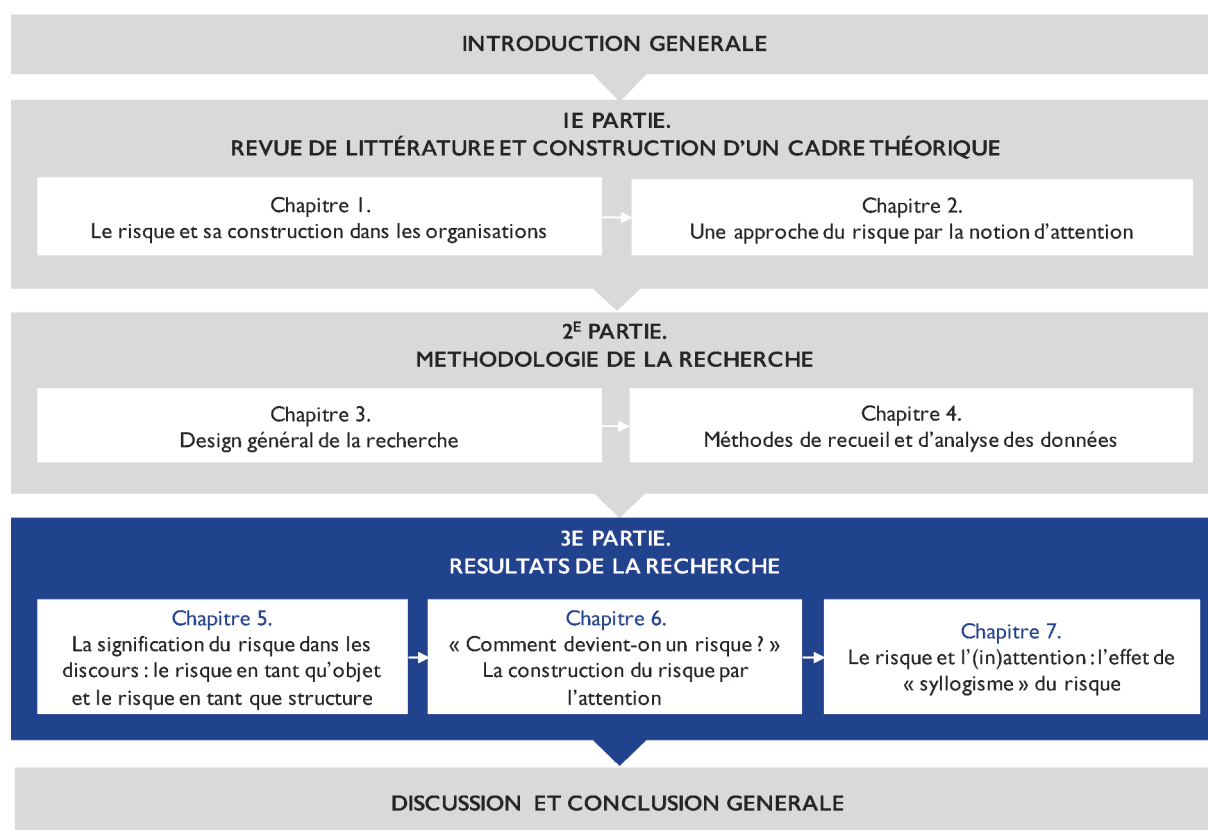 INTRODUCTION GENERALE
1E PARTIE.
REVUE DE LITTÉRATURE ET CONSTRUCTION D’UN CADRE THÉORIQUE
Chapitre 1.
Le risque et sa construction dans les organisations
Chapitre 2.
Une approche du risque par la notion d’attention
2E PARTIE.
METHODOLOGIE DE LA RECHERCHE
Chapitre 3.
Design général de la recherche
Chapitre 4.
Méthodes de recueil et d’analyse des données
3E PARTIE.
RESULTATS DE LA RECHERCHE
Chapitre 5.
La signification du risque dans les
discours : le risque en tant qu’objet
et le risque en tant que structure
Chapitre 6.
« Comment devient-on un risque ? »
La construction du risque par
l’attention
Chapitre 7.
Le risque et l’(in)attention : l’effet de
« syllogisme » du risque
DISCUSSION ET CONCLUSION GENERALE